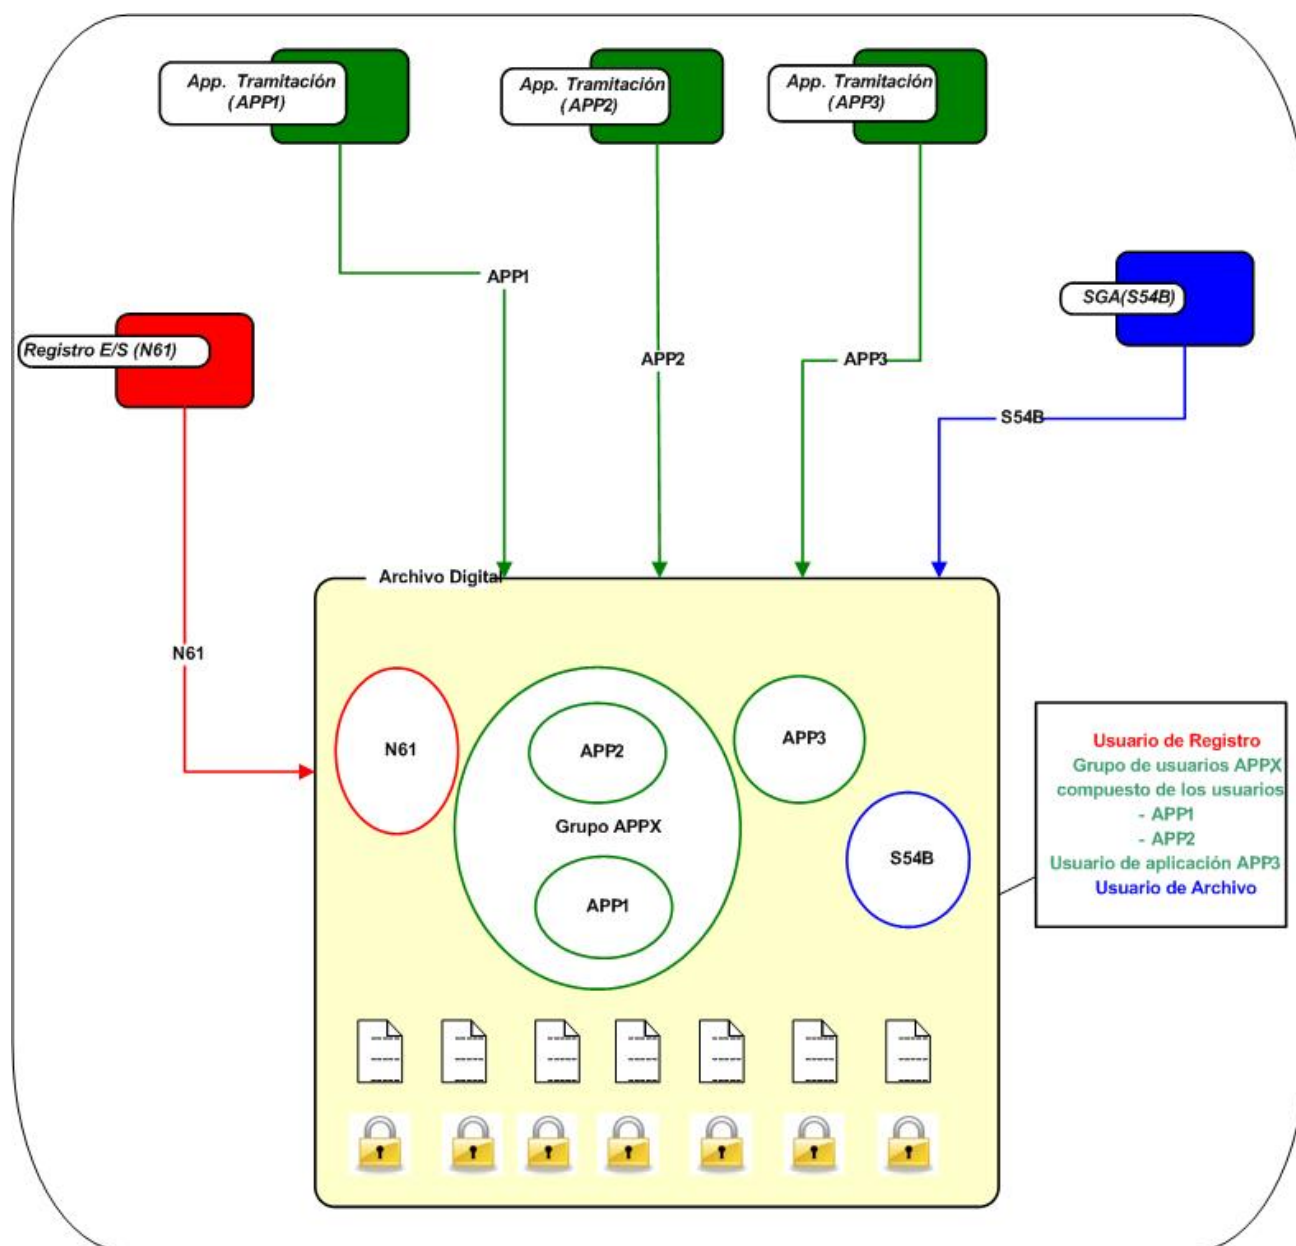 App. Tramitación
(APP1)
App. Tramitación
(APP2)
App. Tramitación
(APP3)
APP1
SGA(S54B)
Registro E/S (N61)
APP2
APP3
S54B
Archivo Digital
N61
N61
APP2
APP3
Grupo APPX
S54B
APP1
Usuario de Registro
Grupo de usuarios APPX
compuesto de los usuarios
- APP1
- APP2
Usuario de aplicación APP3
Usuario de Archivo